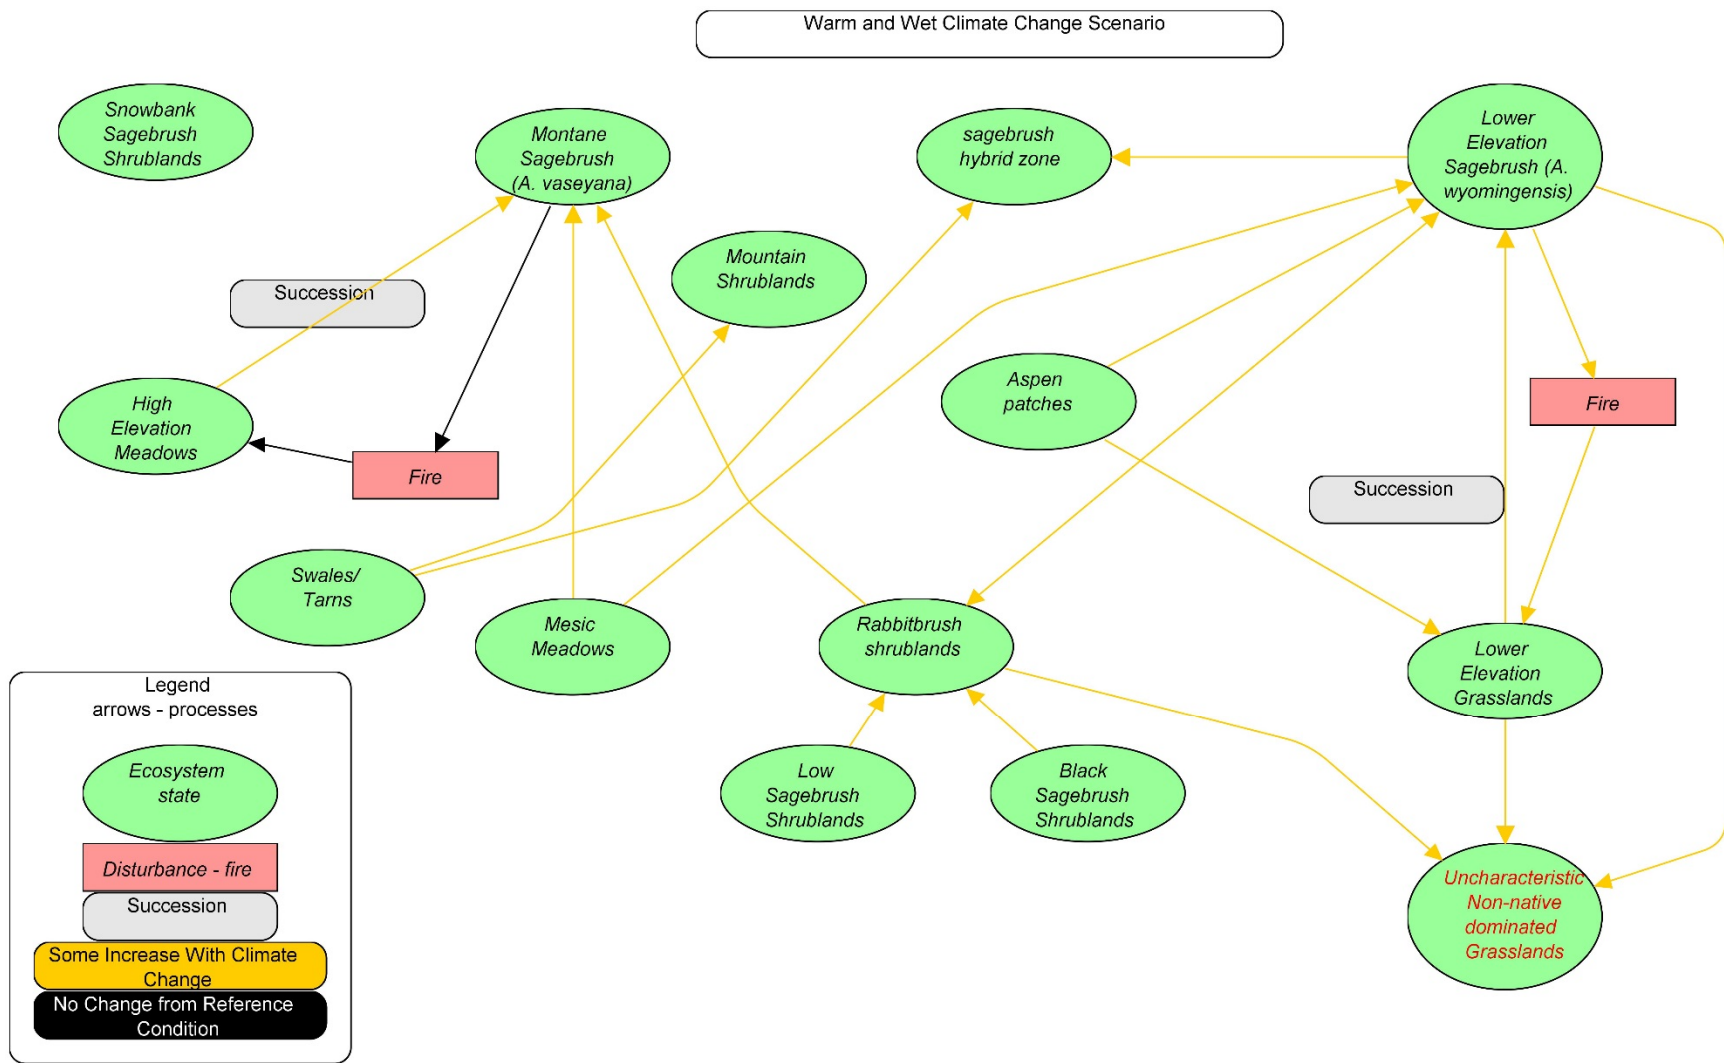 Warm and Wet Climate Change Scenario
Snowbank
Sagebrush
Shrublands
Montane
Sagebrush
(A. vaseyana)
sagebrush
hybrid zone
Lower
Elevation
Sagebrush (A.
wyomingensis)
Mountain
Shrublands
Succession
High
Elevation
Meadows
Fire
Aspen
patches
Fire
Succession
Swales/
Tarns
Mesic
Meadows
Rabbitbrush
shrublands
Lower
Elevation
Grasslands
Low
Sagebrush
Shrublands
Black
Sagebrush
Shrublands
Uncharacteristic
Non-native
dominated
Grasslands
Legend
arrows - processes
Ecosystem
state
Disturbance - fire
Succession
Some Increase With Climate
Change
No Change from Reference
Condition